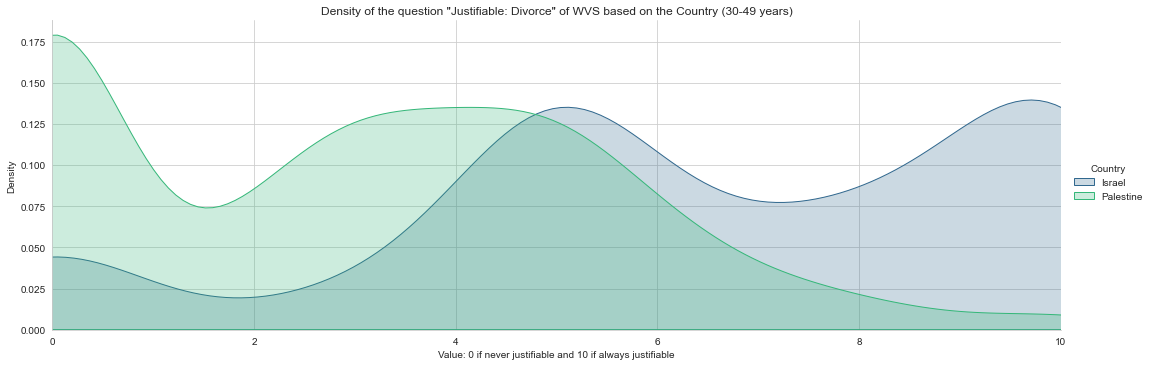 Density of the question "Justifiable: Divorce" of WVS based on the Country (30-49 years)
0.175
0.150
0.125
0.100
0.075
0.050
0.025
0.000
Density
0 2 4 6 8 10
Value: 0 if never justifiable and 10 if always justifiable
Country
Israel
Palestine